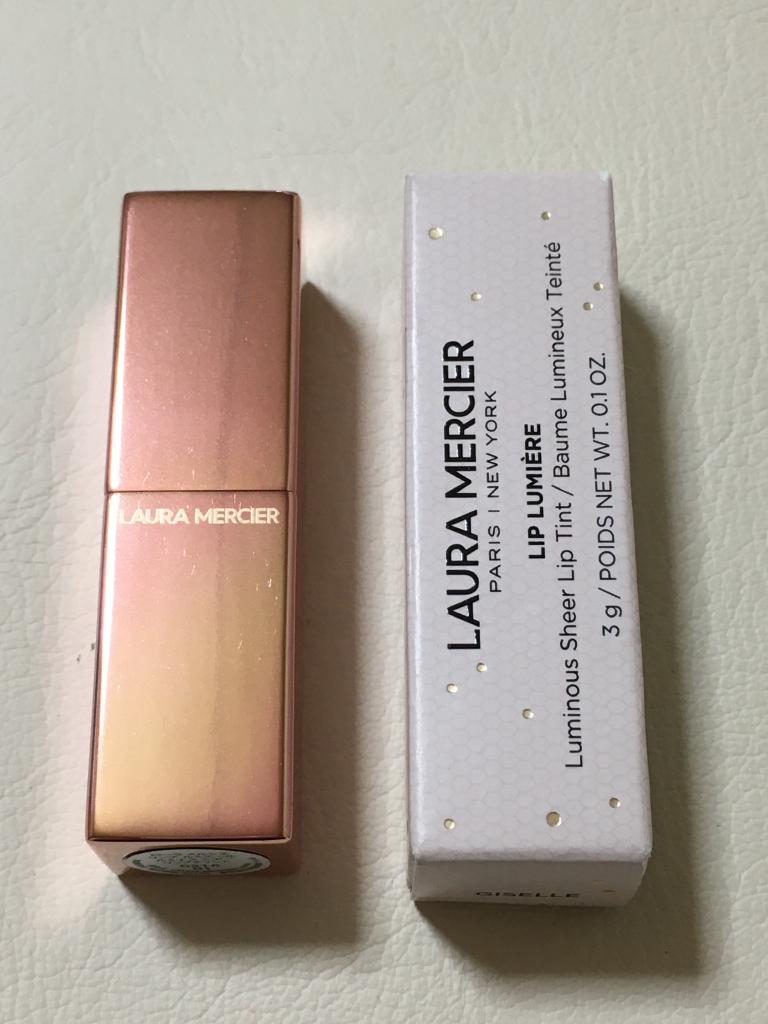 LAURA MERCIER
LAURA MERCIER
PARIS | NEW YORK
LIP LUMIÈRE
Luminous Sheer Lip Tint / Baume Lumineux Teinté
3 g / POIDS NET WT. 0.1 OZ.
GISELLE